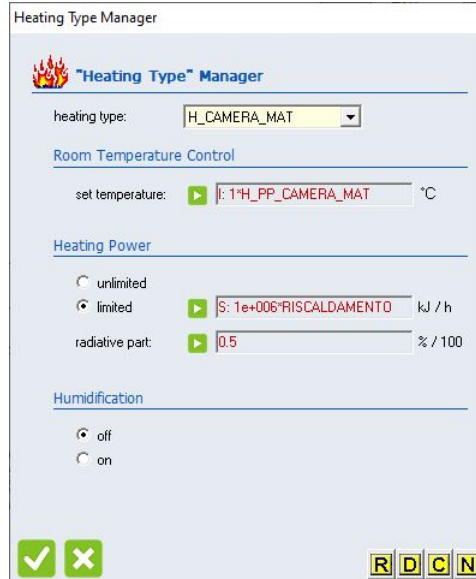 Heating Type Manager
"Heating Type" Manager
heating type: H_CAMERA_MAT
Room Temperature Control
set temperature: I: 1*H_PP_CAMERA_MAT °C
Heating Power
unlimited
limited S: 1e+006*RISCALDAMENTO kJ / h
radiative part: 0.5 % / 100
Humidification
off
on
R D C N